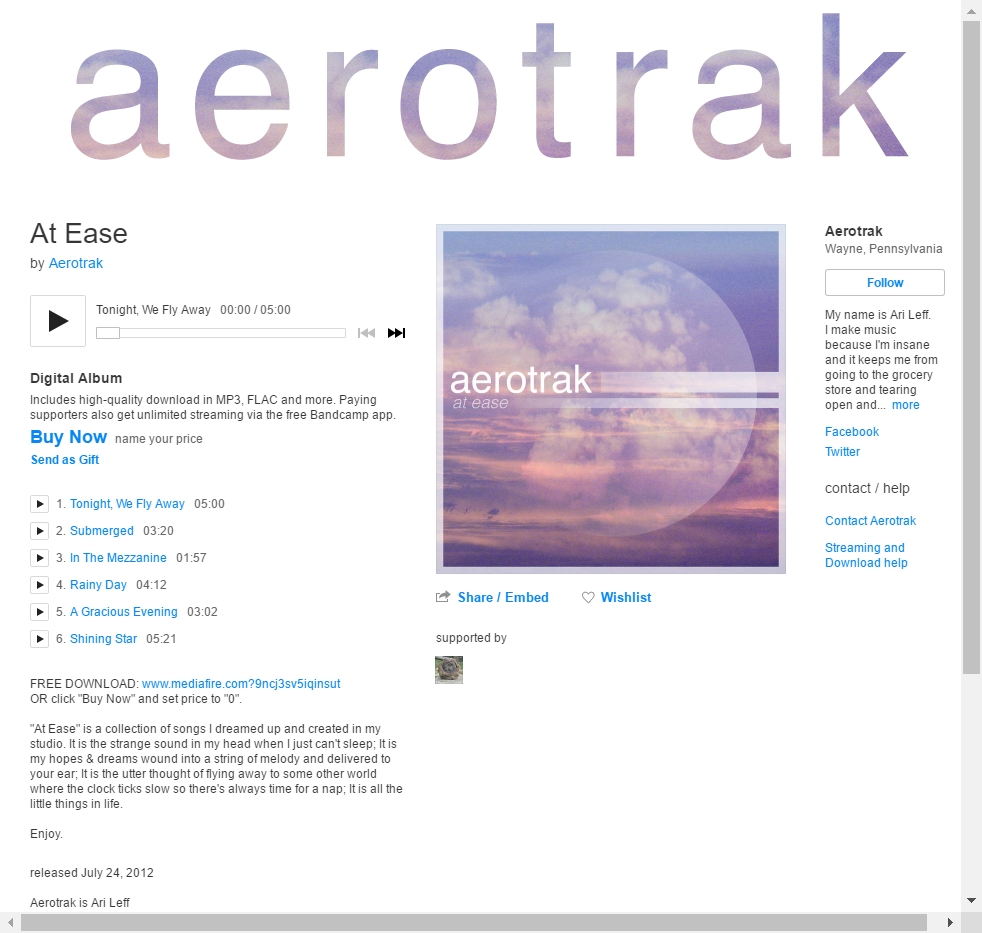 aerotrak
At Ease
by Aerotrak
Tonight, We Fly Away 00:00 / 05:00
Digital Album
Includes high-quality download in MP3, FLAC and more. Paying
supporters also get unlimited streaming via the free Bandcamp app.
Buy Now name your price
Send as Gift
1. Tonight, We Fly Away 05:00
2. Submerged 03:20
3. In The Mezzanine 01:57
4. Rainy Day 04:12
5. A Gracious Evening 03:02
6. Shining Star 05:21
FREE DOWNLOAD: www.mediafire.com?9ncj3sv5iqinsut
OR click "Buy Now" and set price to "0".
"At Ease" is a collection of songs I dreamed up and created in my
studio. It is the strange sound in my head when I just can't sleep; It is
my hopes & dreams wound into a string of melody and delivered to
your ear; It is the utter thought of flying away to some other world
where the clock ticks slow so there's always time for a nap; It is all the
little things in life.
Enjoy.
released July 24, 2012
Aerotrak is Ari Leff
aerotrak
at ease
Share / Embed
Wishlist
supported by
Aerotrak
Wayne, Pennsylvania
Follow
My name is Ari Leff.
I make music
because I'm insane
and it keeps me from
going to the grocery
store and tearing
open and... more
Facebook
Twitter
contact / help
Contact Aerotrak
Streaming and
Download help